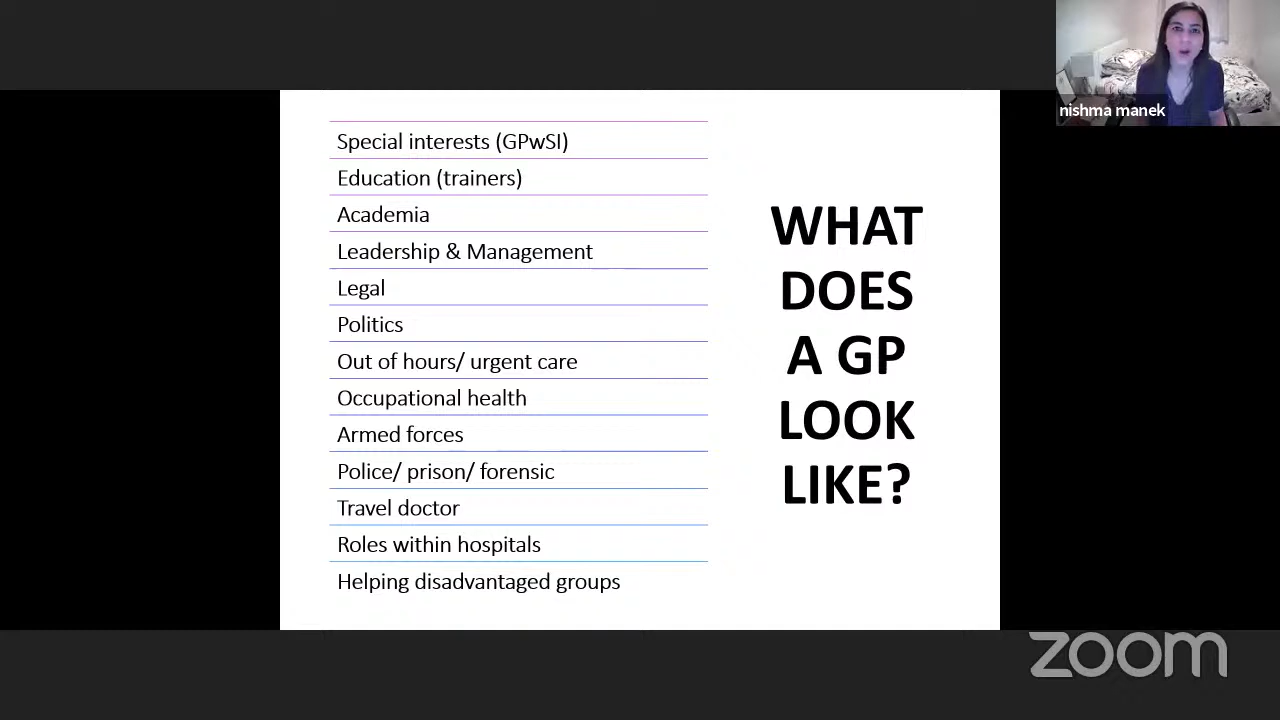 nishma manek
Special interests (GPwSI)
Education (trainers)
Academia
Leadership & Management
Legal
Politics
Out of hours/ urgent care
Occupational health
Armed forces
Police/ prison/ forensic
Travel doctor
Roles within hospitals
Helping disadvantaged groups
WHAT
DOES
A GP
LOOK
LIKE?
zoom